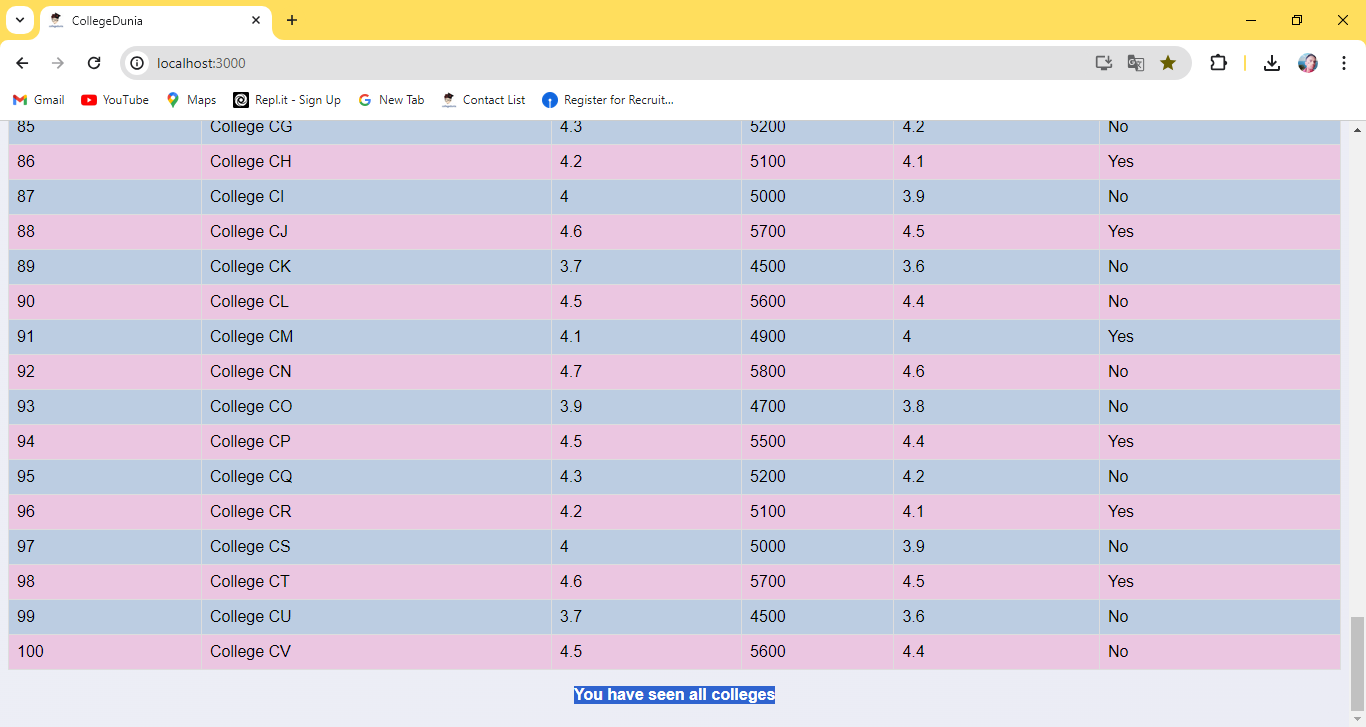 CollegeDunia
localhost:3000
Gmail YouTube Maps Repl.it - Sign Up New Tab Contact List Register for Recruit...
85 College CG 4.3 5200 4.2 No
86 College CH 4.2 5100 4.1 Yes
87 College CI 4 5000 3.9 No
88 College CJ 4.6 5700 4.5 Yes
89 College CK 3.7 4500 3.6 No
90 College CL 4.5 5600 4.4 No
91 College CM 4.1 4900 4 Yes
92 College CN 4.7 5800 4.6 No
93 College CO 3.9 4700 3.8 No
94 College CP 4.5 5500 4.4 Yes
95 College CQ 4.3 5200 4.2 No
96 College CR 4.2 5100 4.1 Yes
97 College CS 4 5000 3.9 No
98 College CT 4.6 5700 4.5 Yes
99 College CU 3.7 4500 3.6 No
100 College CV 4.5 5600 4.4 No
You have seen all colleges